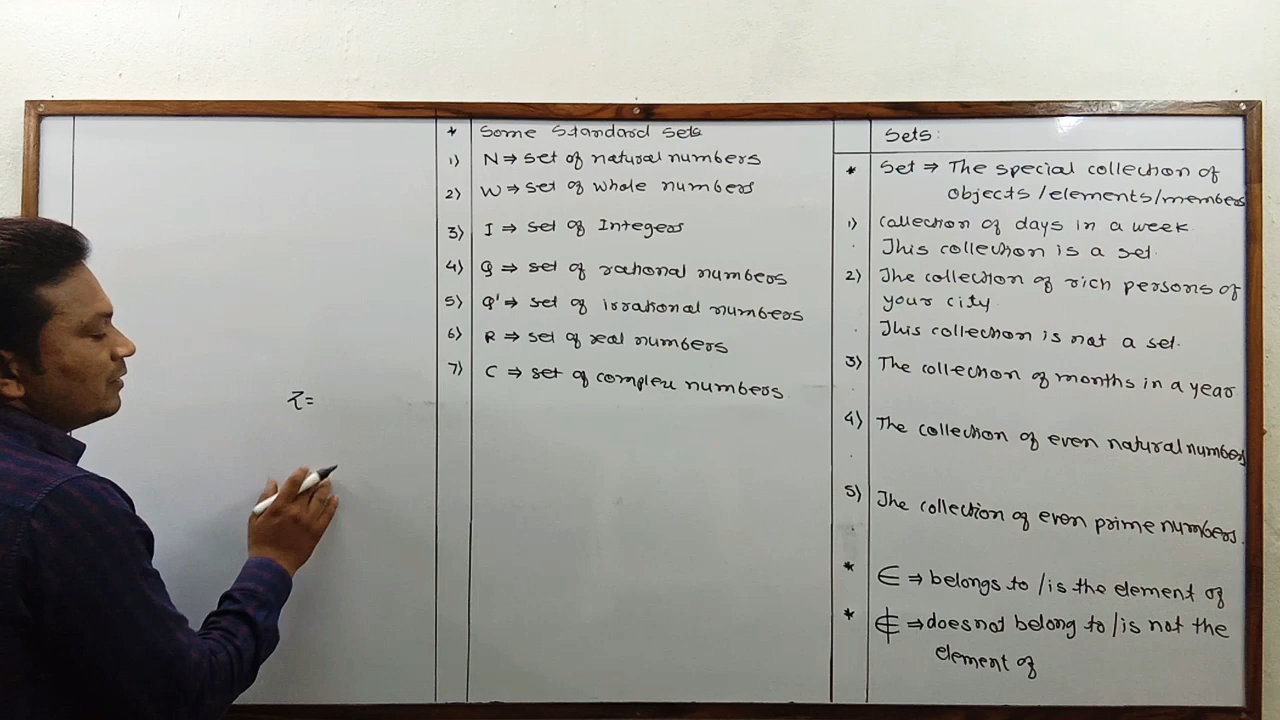 τ=
* Some Standard Sets
1) N ⇒ set of natural numbers
2) W ⇒ set of whole numbers
3) I ⇒ set of Integers
4) Q ⇒ set of rational numbers
5) Q' ⇒ set of irrational numbers
6) R ⇒ set of real numbers
7) C ⇒ set of complex numbers.
Sets:
* Set ⇒ The special collection of
objects/elements/members
1) Collection of days in a week.
This collection is a set.
2) The collection of rich persons of
your city.
This collection is not a set.
3) The collection of months in a year
4) The collection of even natural numbers
5) The collection of even prime numbers.
* ∈ ⇒ belongs to /is the element of
* ∉ ⇒ does not belong to /is not the
element of